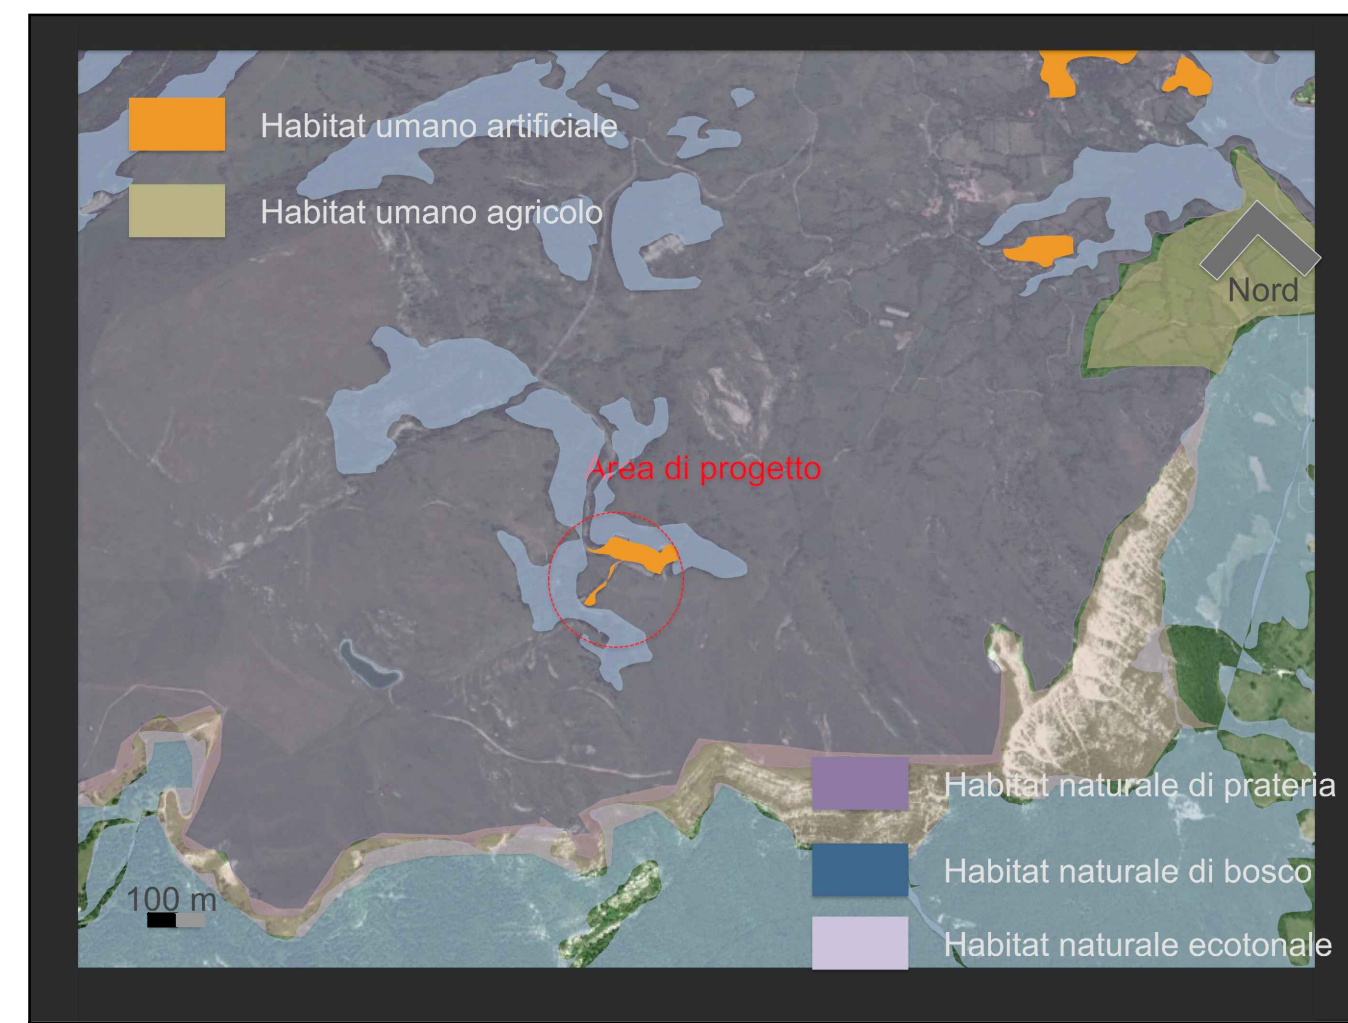 Habitat umano artificiale
Habitat umano agricolo
Nord
Area di progetto
Habitat naturale di prateria
Habitat naturale di bosco
100 m
Habitat naturale ecotonale